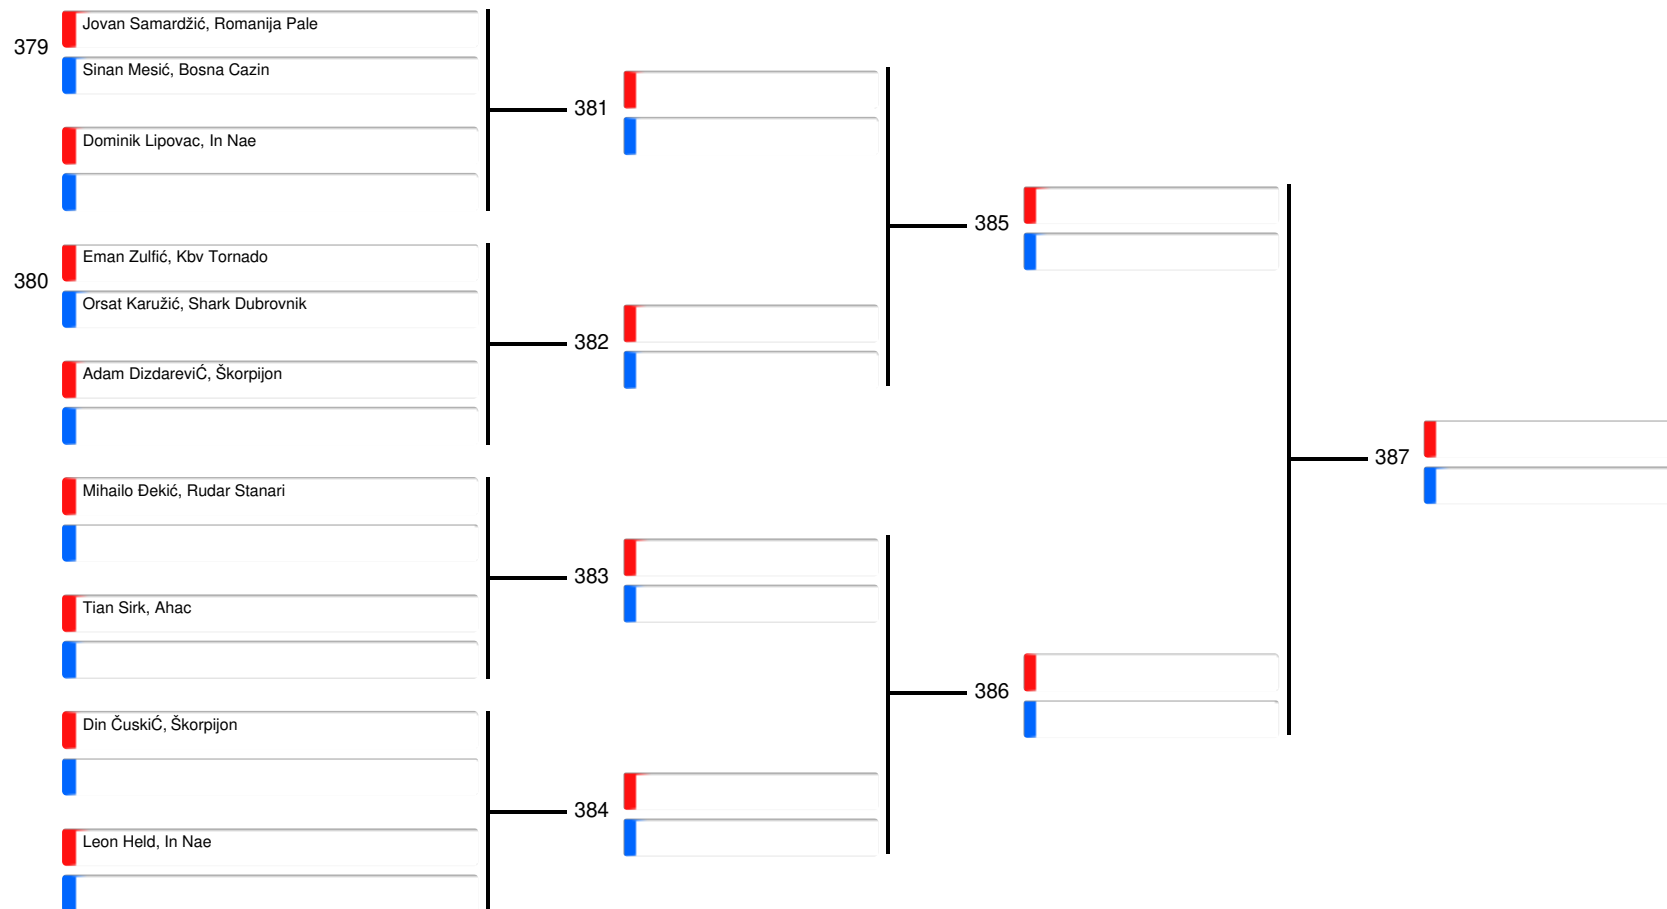 Jovan Samardžić, Romanija Pale
379
Sinan Mesić, Bosna Cazin
381
Dominik Lipovac, In Nae
385
Eman Zulfić, Kbv Tornado
380
Orsat Karužić, Shark Dubrovnik
382
Adam DizdareviĆ, Škorpijon
387
Mihailo Đekić, Rudar Stanari
383
Tian Sirk, Ahac
386
Din ČuskiĆ, Škorpijon
384
Leon Held, In Nae